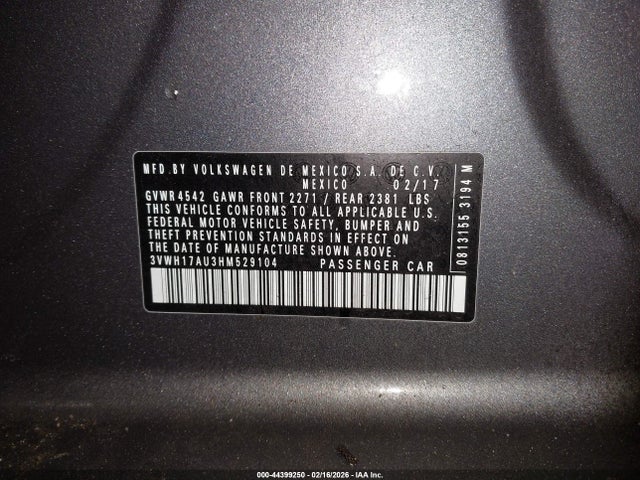 MFD.BY VOLKSWAGEN DE MEXICO S.A. DE C.V.
MEXICO 02/17
GVWR 4542 GAWR FRONT 2271 / REAR 2381 LBS
THIS VEHICLE CONFORMS TO ALL APPLICABLE U.S.
FEDERAL MOTOR VEHICLE SAFETY, BUMPER AND
THEFT PREVENTION STANDARDS IN EFFECT ON
THE DATE OF MANUFACTURE SHOWN ABOVE.
3VWH17AU3HM529104 PASSENGER CAR
0813155 3194 M
000-44399250 - 02/16/2026 - IAA Inc.